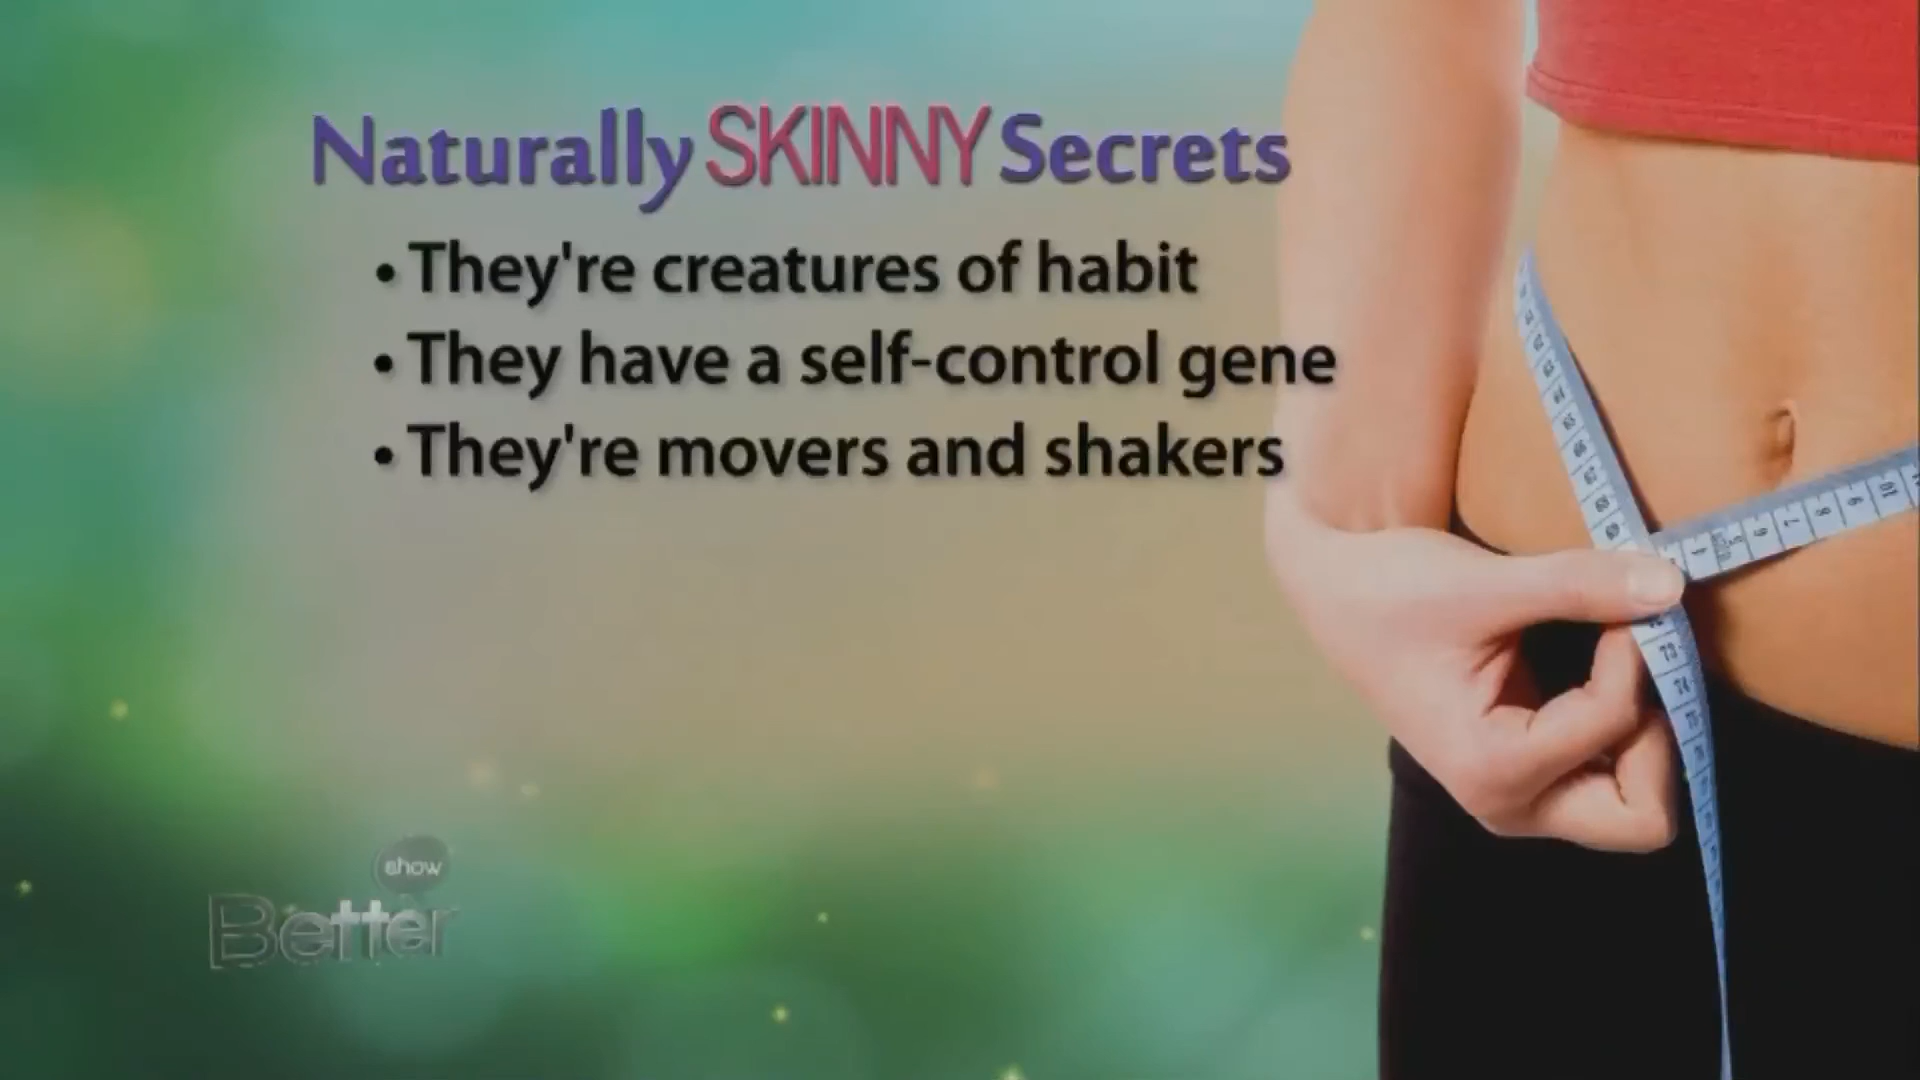 Naturally SKINNY Secrets
• They're creatures of habit
• They have a self-control gene
• They're movers and shakers
show
Better